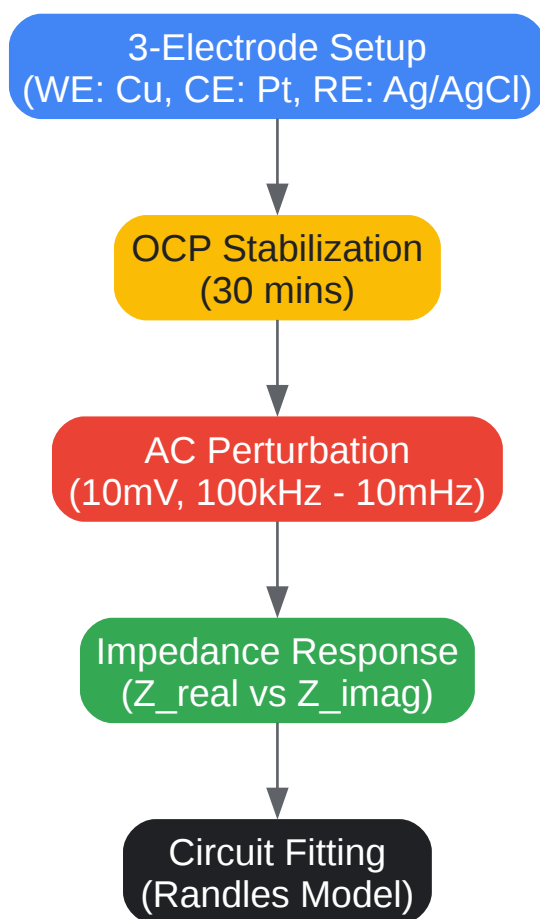 3-Electrode Setup
(WE: Cu, CE: Pt, RE: Ag/AgCl)
OCP Stabilization
(30 mins)
AC Perturbation
(10mV, 100kHz - 10mHz)
Impedance Response
(Z_real vs Z_imag)
Circuit Fitting
(Randles Model)